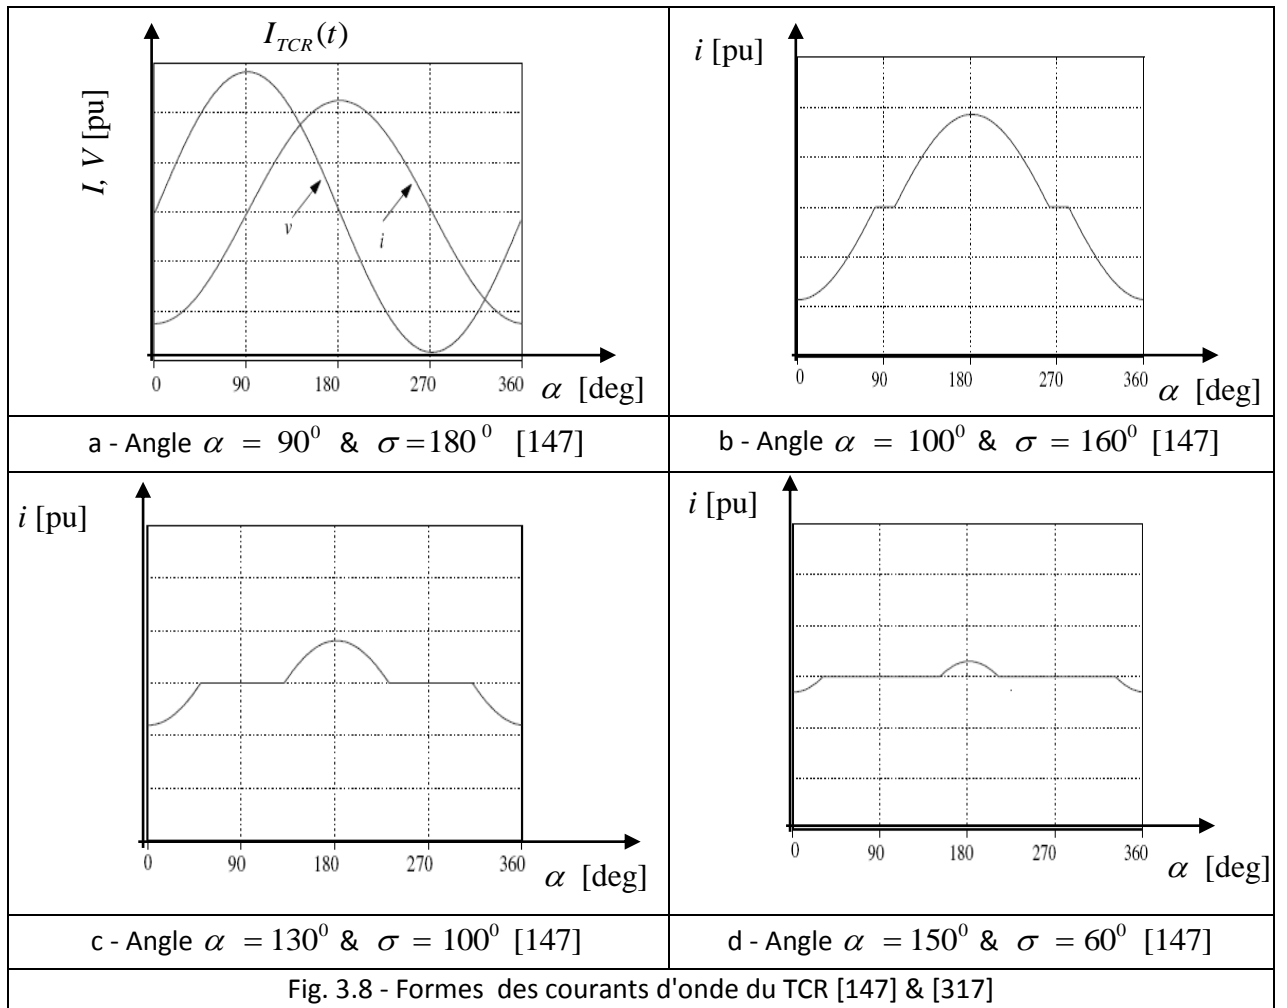 I_TCR(t)
I, V [pu]
v
i
0 90 180 270 360 α [deg]
a - Angle α = 90⁰ & σ = 180⁰ [147]
i [pu]
0 90 180 270 360 α [deg]
b - Angle α = 100⁰ & σ = 160⁰ [147]
i [pu]
0 90 180 270 360 α [deg]
c - Angle α = 130⁰ & σ = 100⁰ [147]
i [pu]
0 90 180 270 360 α [deg]
d - Angle α = 150⁰ & σ = 60⁰ [147]
Fig. 3.8 - Formes des courants d'onde du TCR [147] & [317]